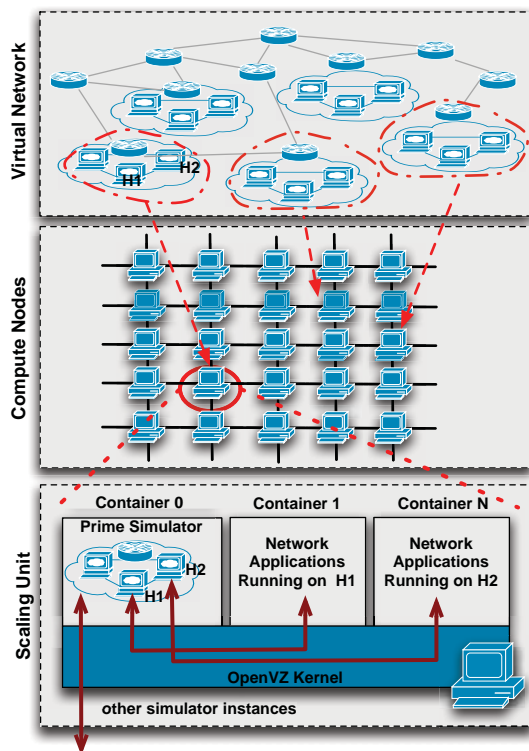 Virtual Network
H1
H2
Compute Nodes
Scaling Unit
Container 0
Container 1
Container N
Prime Simulator
H1
H2
Network
Applications
Running on H1
Network
Applications
Running on H2
OpenVZ Kernel
other simulator instances